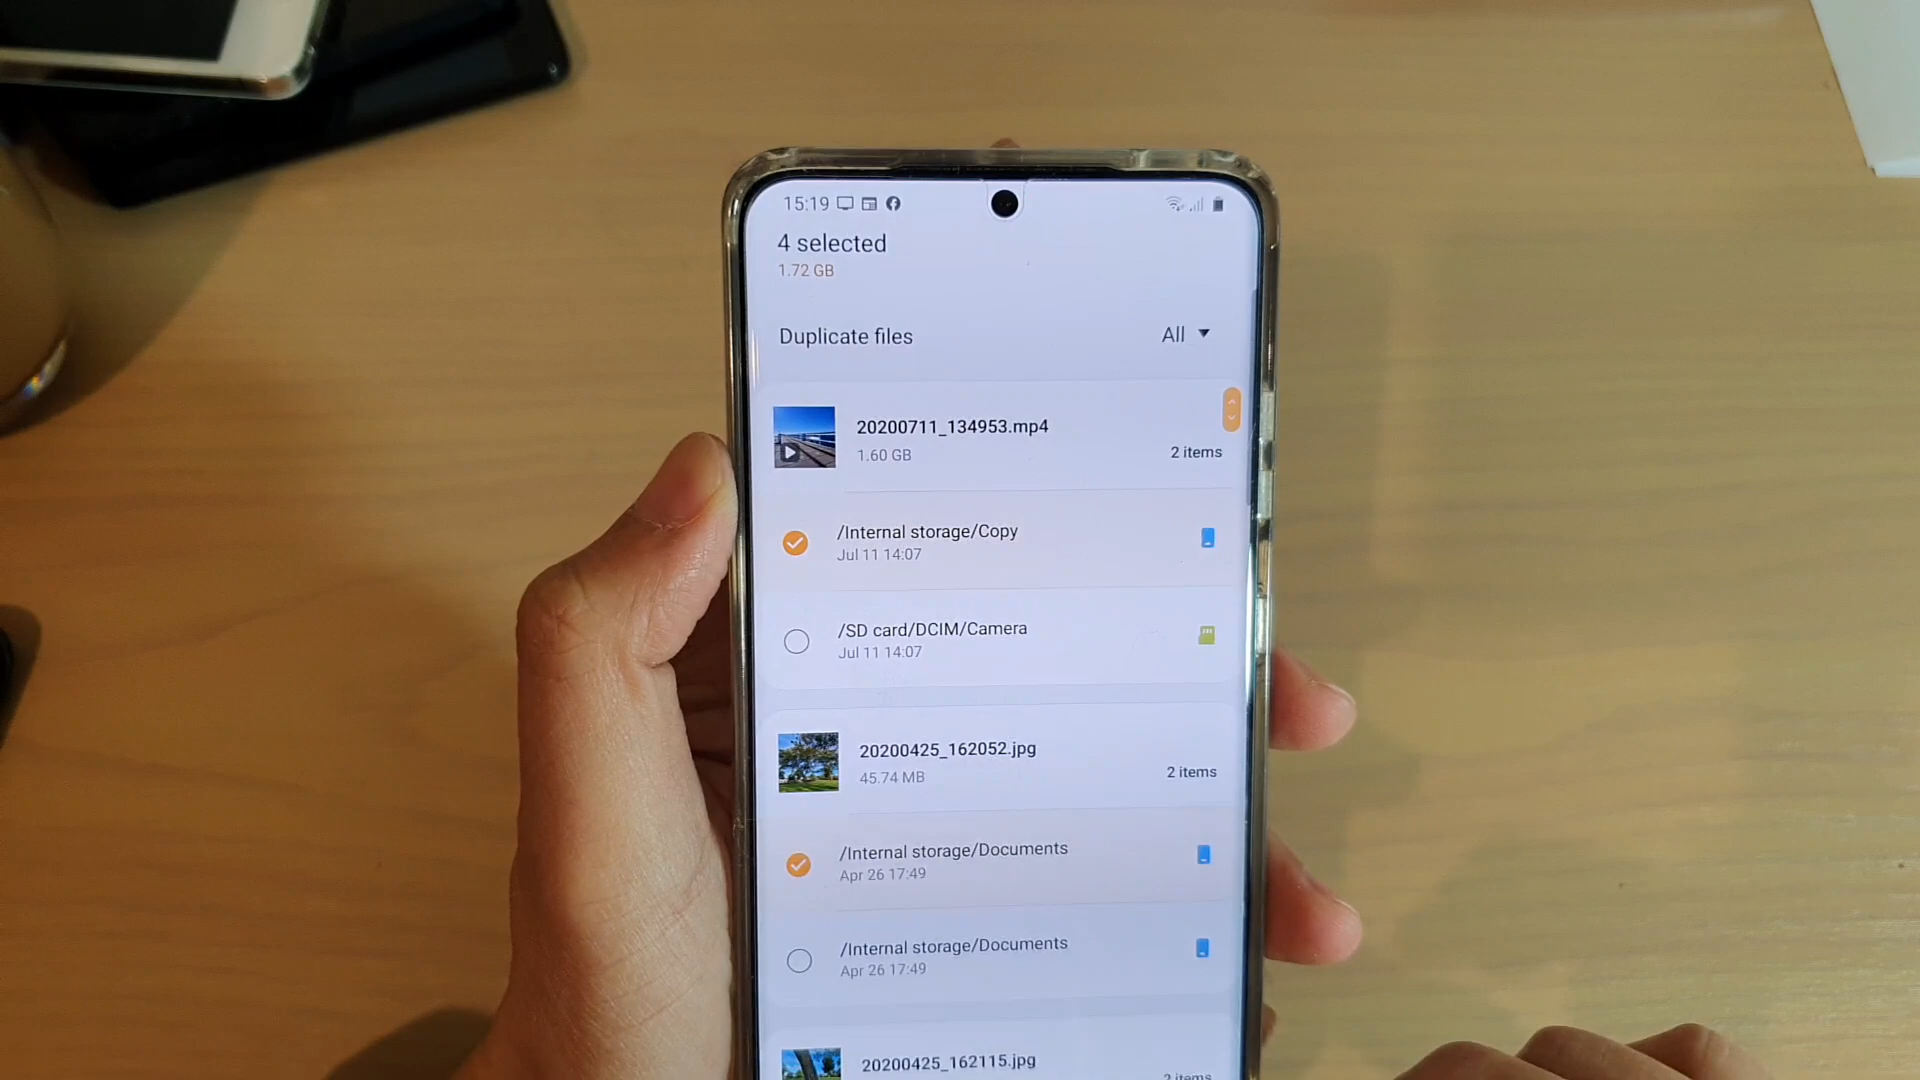 15:19
4 selected
1.72 GB
Duplicate files
All
20200711_134953.mp4
1.60 GB
2 items
/Internal storage/Copy
Jul 11 14:07
/SD card/DCIM/Camera
Jul 11 14:07
20200425_162052.jpg
45.74 MB
2 items
/Internal storage/Documents
Apr 26 17:49
/Internal storage/Documents
Apr 26 17:49
20200425_162115.jpg
2 items